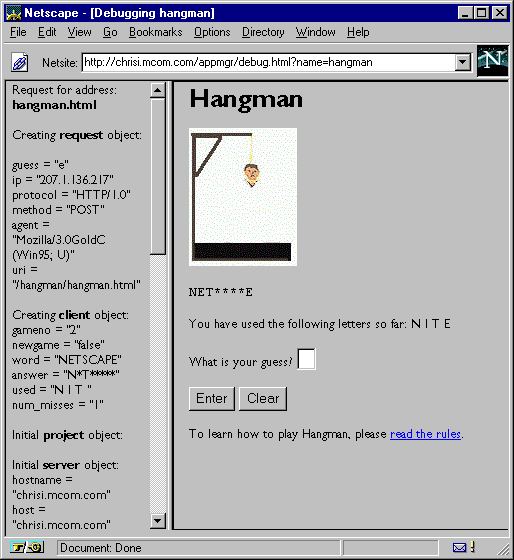 Netscape - [Debugging hangman]
File Edit View Go Bookmarks Options Directory Window Help
Netsite: http://chrisi.mcom.com/appmgr/debug.html?name=hangman
N
Request for address:
hangman.html
Creating request object:
guess = "e"
ip = "207.1.136.217"
protocol = "HTTP/1.0"
method = "POST"
agent =
"Mozilla/3.0GoldC
(Win95; U)"
uri =
"/hangman/hangman.html"
Creating client object:
gameno = "2"
newgame = "false"
word = "NETSCAPE"
answer = "N*T*****"
used = "N I T "
num_misses = "1"
Initial project object:
Initial server object:
hostname =
"chrisi.mcom.com"
host =
"chrisi.mcom.com"
Hangman
NET****E
You have used the following letters so far: N I T E
What is your guess?
Enter Clear
To learn how to play Hangman, please read the rules.
Document: Done